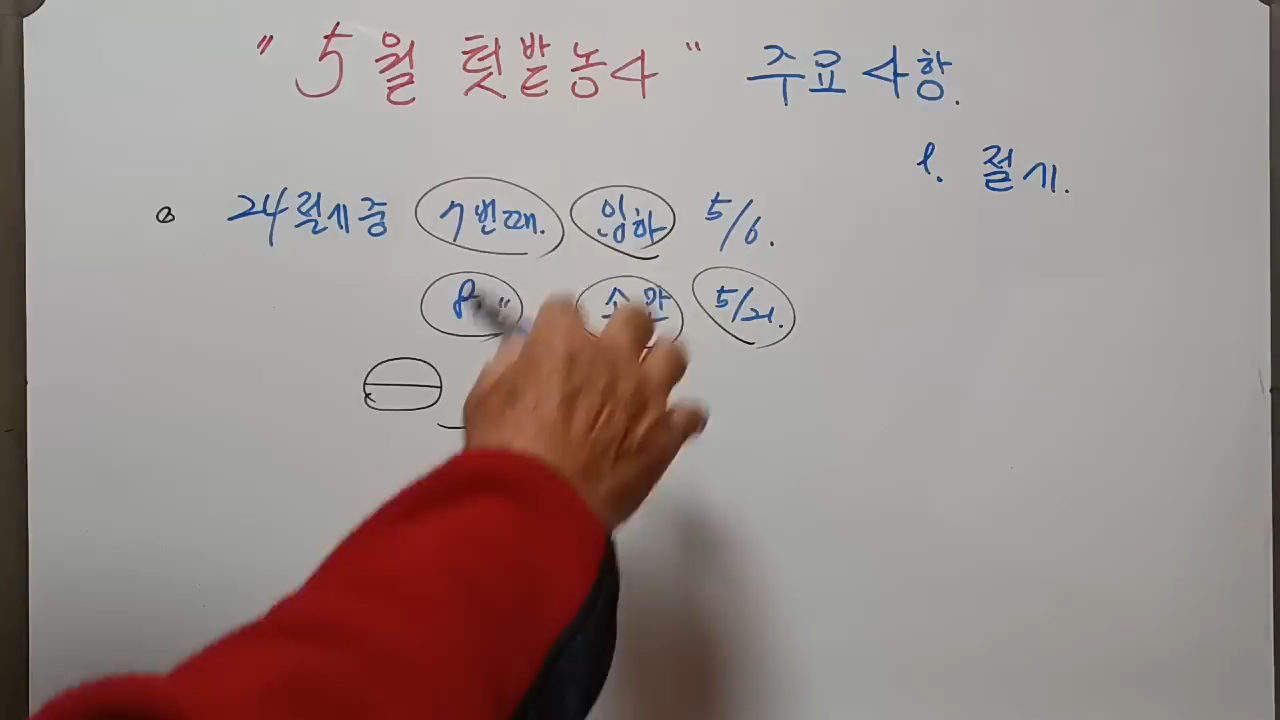 " 5월 텃밭농사 " 주요사항.
1. 절기.
24절기중 7번째. 입하 5/6.
8. " 소만 5/21.